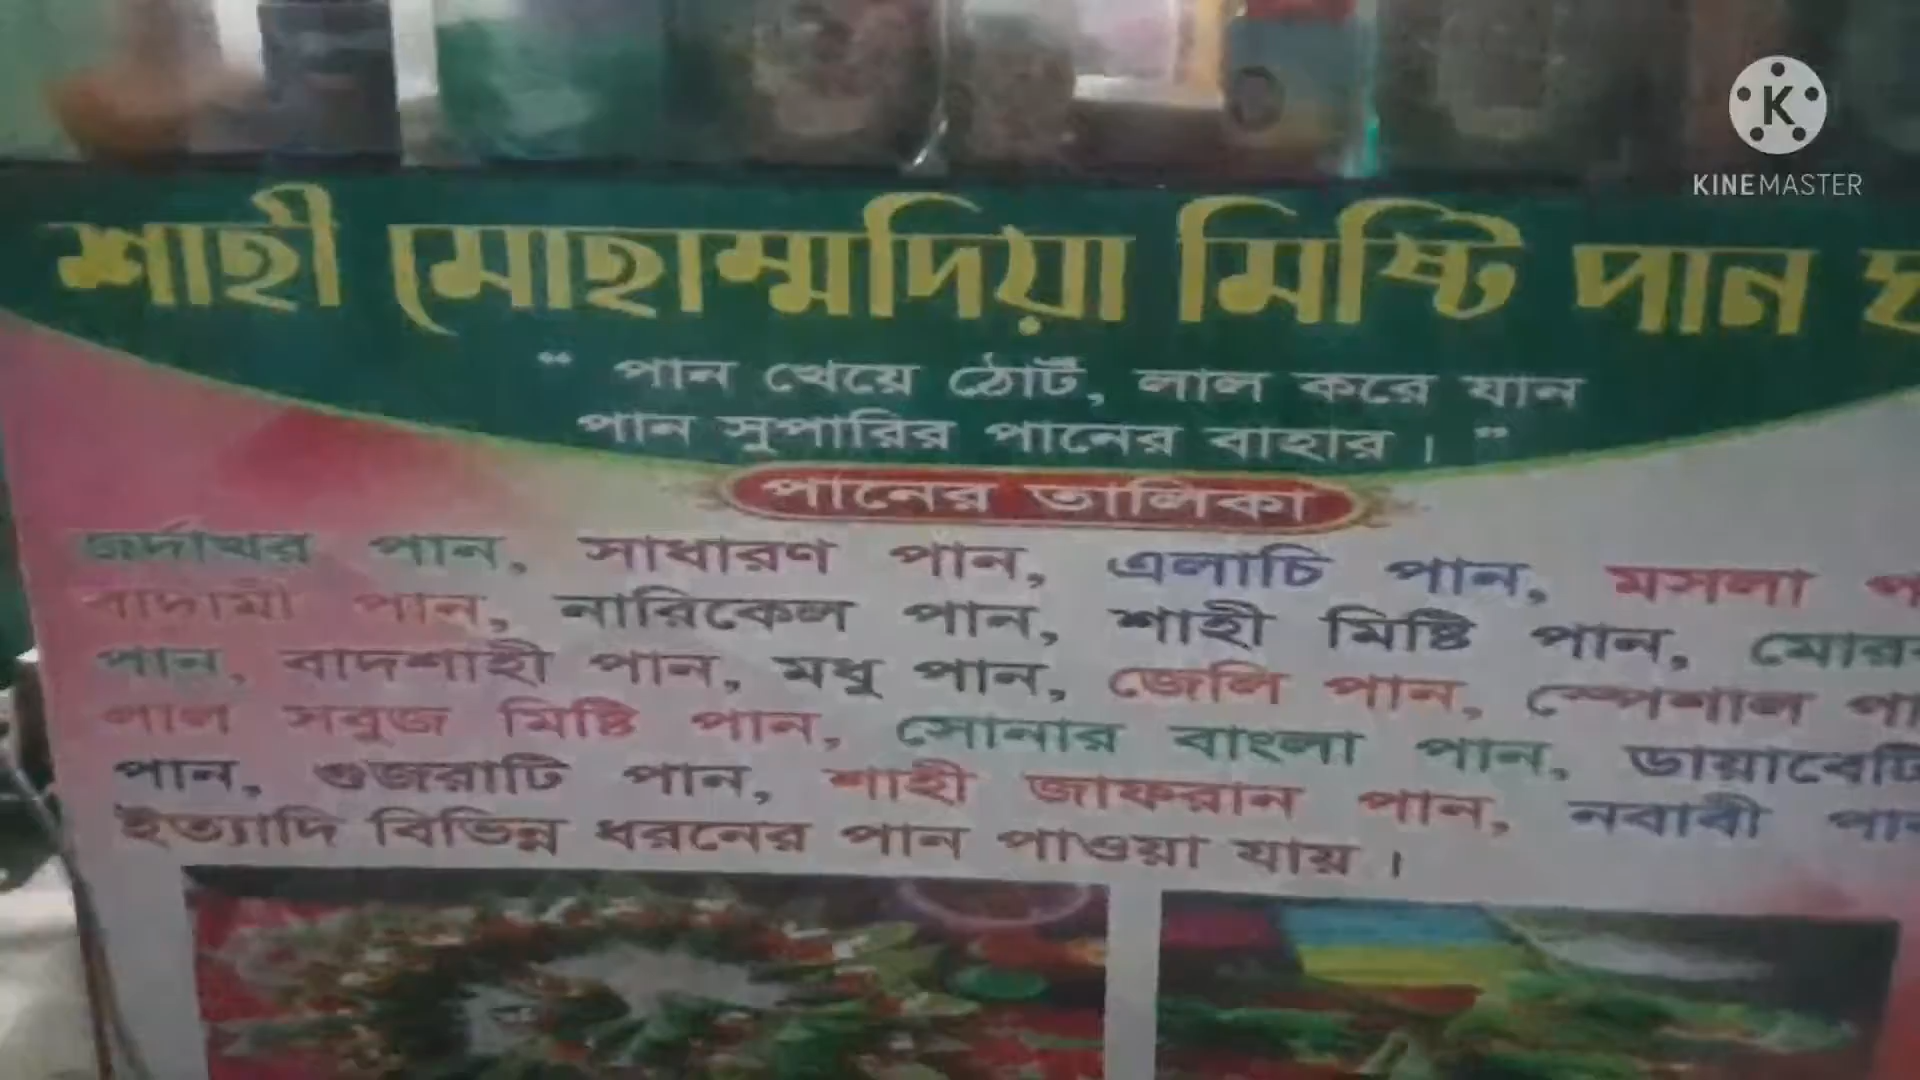 KINEMASTER
শাহী মোহাম্মদিয়া মিষ্টি পান
“ পান খেয়ে ঠোঁট, লাল করে যান
পান সুপারির পানের বাহার। ”
পানের তালিকা
জর্দাখর পান, সাধারণ পান, এলাচি পান, মসলা
বাদামী পান, নারিকেল পান, শাহী মিষ্টি পান,
পান, বাদশাহী পান, মধু পান, জেলি পান, স্পেশাল
লাল সবুজ মিষ্টি পান, সোনার বাংলা পান,
পান, গুজরাটি পান, শাহী জাফরান পান, নবাবী
ইত্যাদি বিভিন্ন ধরনের পান পাওয়া যায়।